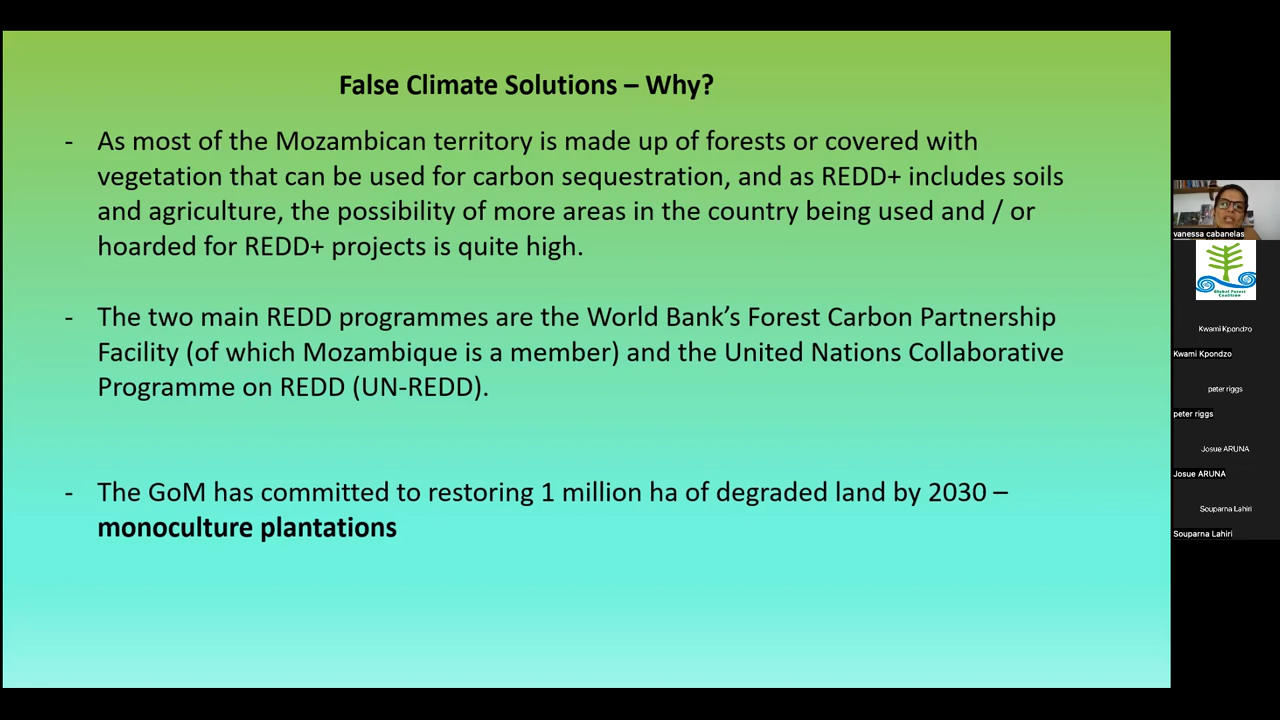 False Climate Solutions – Why?
- As most of the Mozambican territory is made up of forests or covered with
vegetation that can be used for carbon sequestration, and as REDD+ includes soils
and agriculture, the possibility of more areas in the country being used and / or
hoarded for REDD+ projects is quite high.
- The two main REDD programmes are the World Bank’s Forest Carbon Partnership
Facility (of which Mozambique is a member) and the United Nations Collaborative
Programme on REDD (UN-REDD).
- The GoM has committed to restoring 1 million ha of degraded land by 2030 –
monoculture plantations
vanessa cabanelas
Global Forest
Coalition
Kwami Kpondzo
Kwami Kpondzo
peter riggs
peter riggs
Josue ARUNA
Josue ARUNA
Souparna Lahiri
Souparna Lahiri